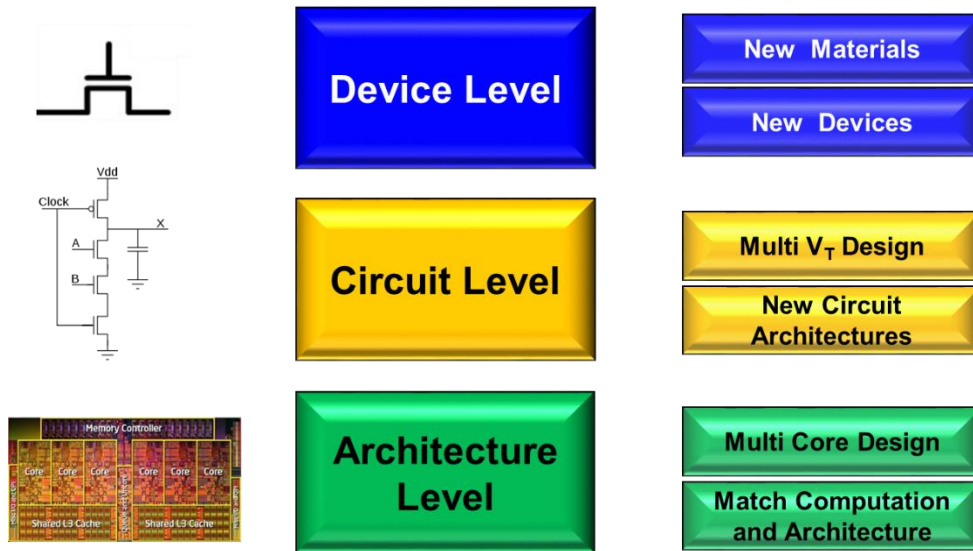 Device Level
New Materials
New Devices
Vdd
Clock
X
A
B
Circuit Level
Multi V_T Design
New Circuit
Architectures
Memory Controller
Core
Core
Core
Core
Core
Core
Shared L3 Cache
Shared L3 Cache
Architecture
Level
Multi Core Design
Match Computation
and Architecture